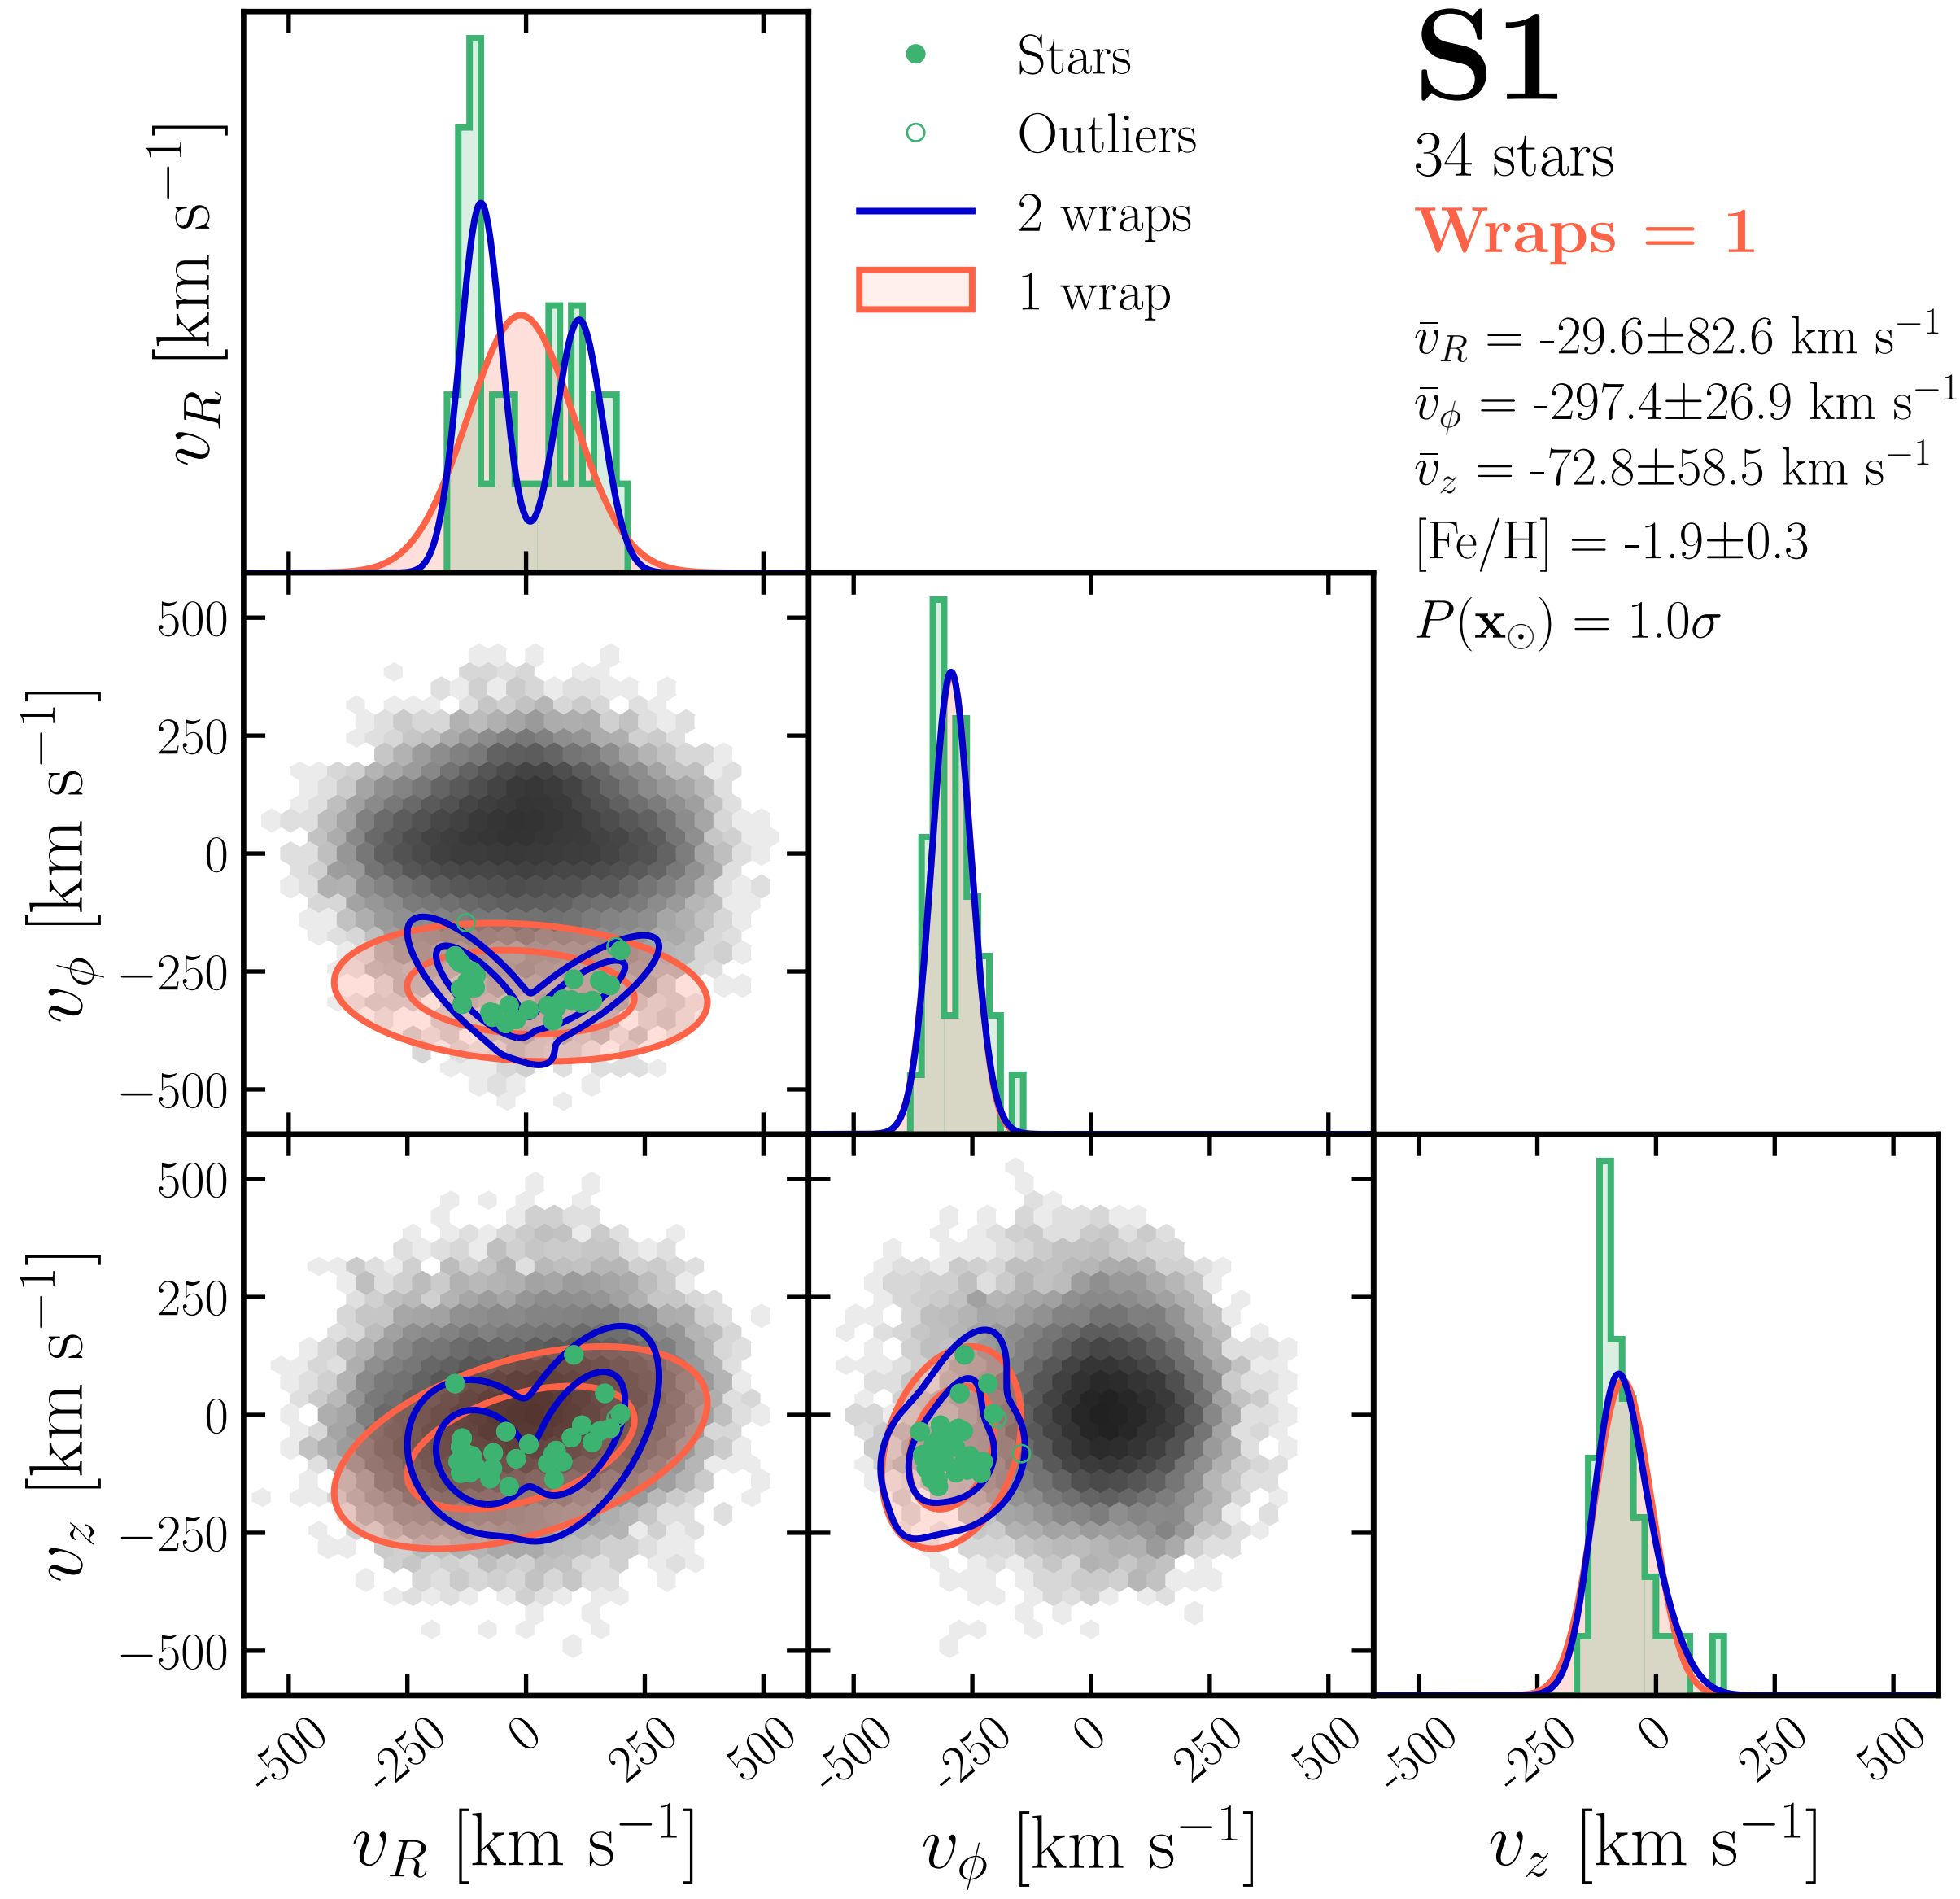 S1
34 stars
Wraps = 1
v̄_R = -29.6±82.6 km s⁻¹
v̄_ϕ = -297.4±26.9 km s⁻¹
v̄_z = -72.8±58.5 km s⁻¹
[Fe/H] = -1.9±0.3
P(x_⊙) = 1.0σ
Stars
Outliers
2 wraps
1 wrap
v_R [km s⁻¹]
v_ϕ [km s⁻¹]
500
250
0
−250
−500
v_z [km s⁻¹]
500
250
0
−250
−500
-500 -250 0 250 500
-500 -250 0 250 500
-500 -250 0 250 500
v_R [km s⁻¹]
v_ϕ [km s⁻¹]
v_z [km s⁻¹]